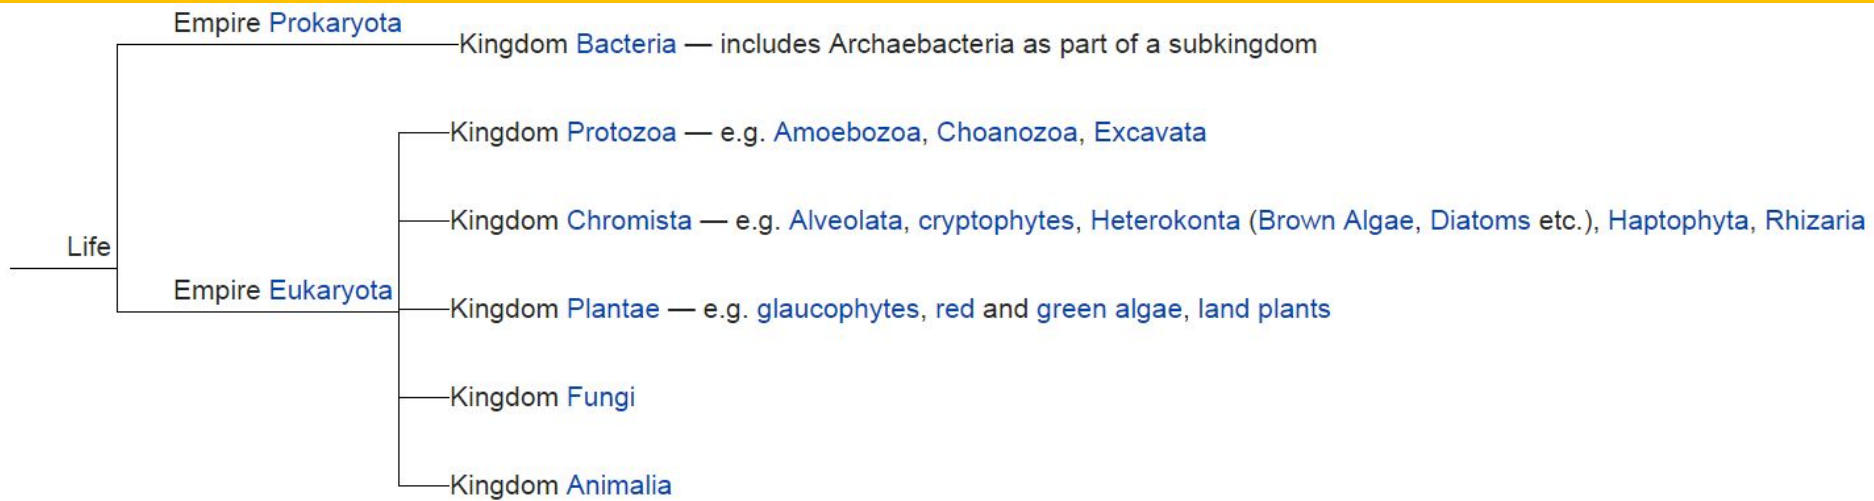 Empire Prokaryota
Kingdom Bacteria — includes Archaebacteria as part of a subkingdom
Kingdom Protozoa — e.g. Amoebozoa, Choanozoa, Excavata
Kingdom Chromista — e.g. Alveolata, cryptophytes, Heterokonta (Brown Algae, Diatoms etc.), Haptophyta, Rhizaria
Life
Empire Eukaryota
Kingdom Plantae — e.g. glaucophytes, red and green algae, land plants
Kingdom Fungi
Kingdom Animalia